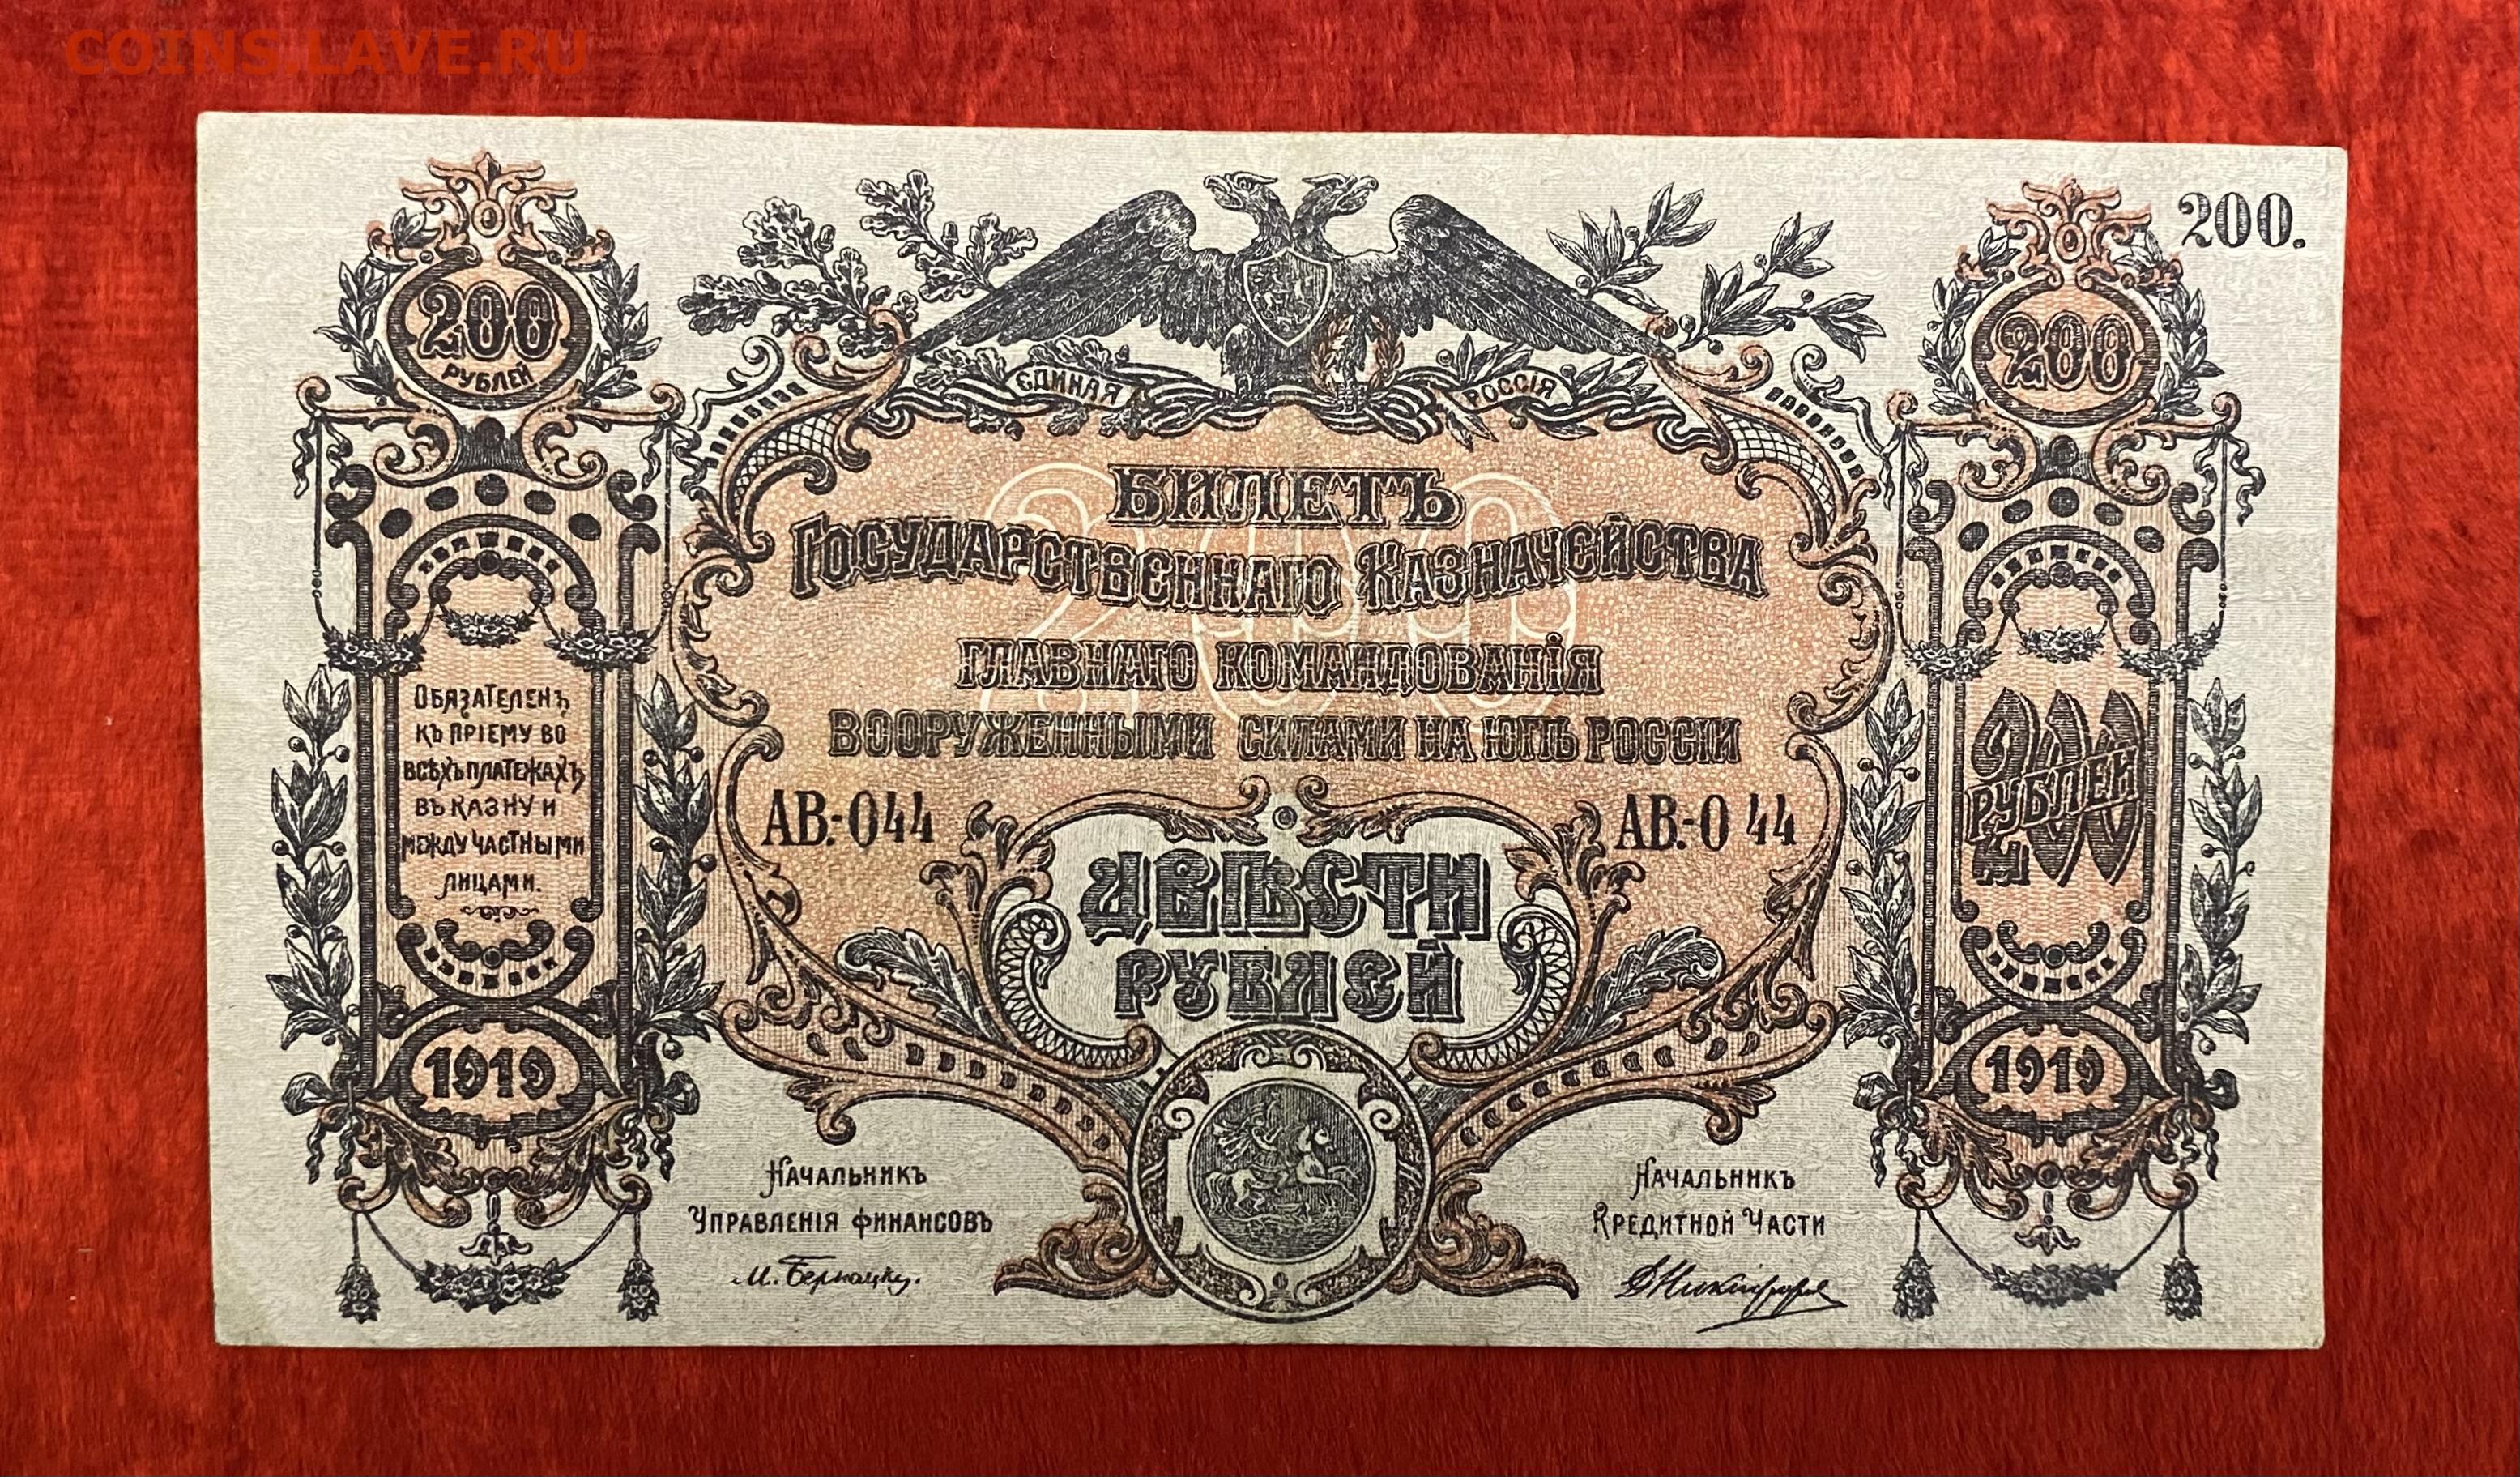 COINS.LAVE.RU
200.
200
РУБЛЕЙ
200
ЕДИНАЯ РОССІЯ
БИЛЕТЪ
ГОСУДАРСТВЕННАГО КАЗНАЧЕЙСТВА
ГЛАВНАГО КОМАНДОВАНІЯ
ВООРУЖЕННЫМИ СИЛАМИ НА ЮГѢ РОССІИ
ОБЯЗАТЕЛЕНЪ
КЪ ПРІЕМУ ВО
ВСѢХЪ ПЛАТЕЖАХЪ
ВЪ КАЗНУ И
МЕЖДУ ЧАСТНЫМИ
ЛИЦАМИ.
200
РУБЛЕЙ
АВ.-044
АВ.-044
ДВѢСТИ
РУБЛЕЙ
1919
1919
НАЧАЛЬНИКЪ
УПРАВЛЕНІЯ ФИНАНСОВЪ
М. Бернацкій.
НАЧАЛЬНИКЪ
КРЕДИТНОЙ ЧАСТИ